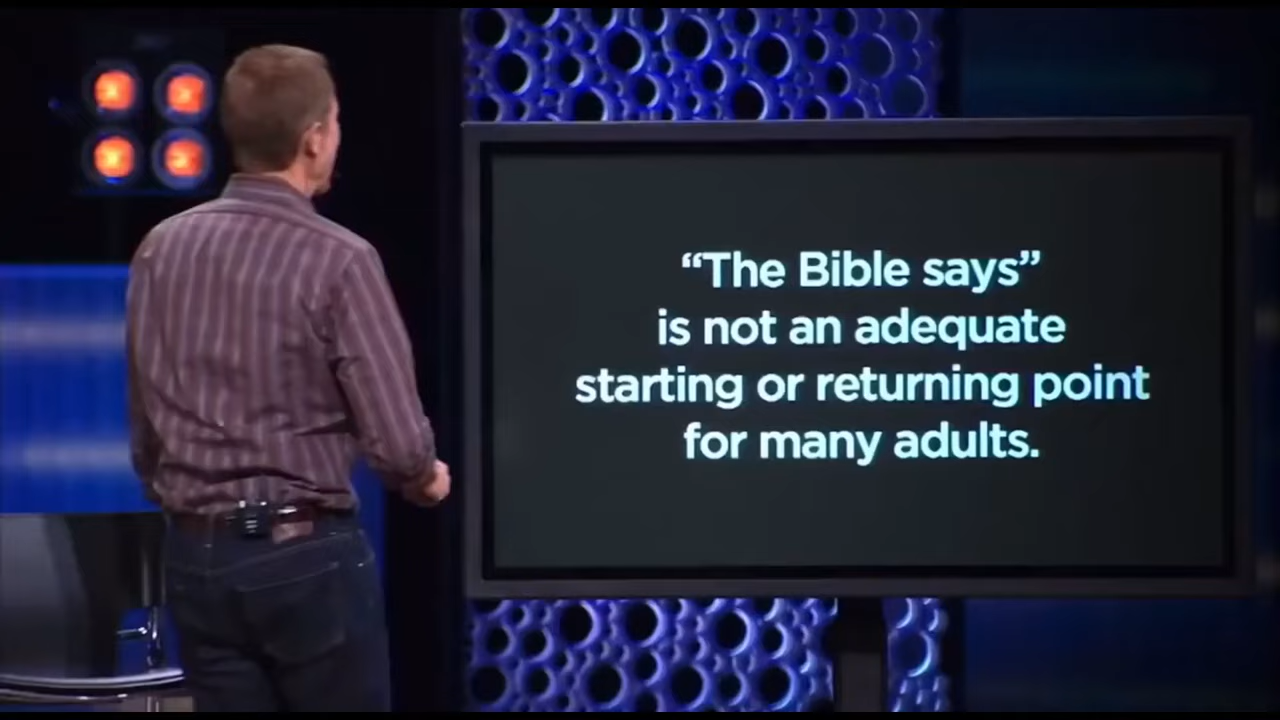 “The Bible says”
is not an adequate
starting or returning point
for many adults.